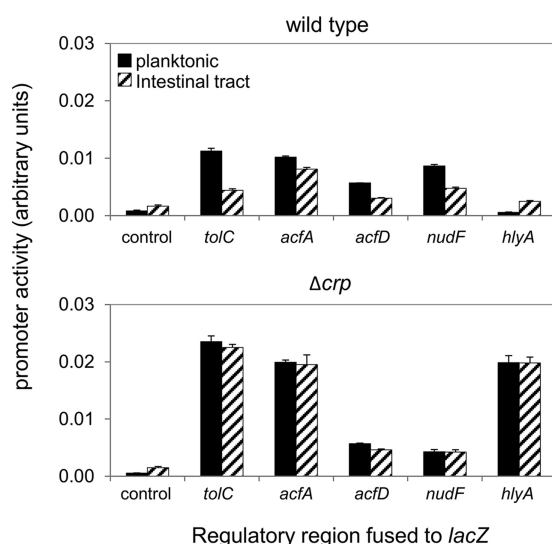 wild type
0.03
planktonic
Intestinal tract
0.02
0.01
0.00
control tolC acfA acfD nudF hlyA
promoter activity (arbitrary units)
Δcrp
0.03
0.02
0.01
0.00
control tolC acfA acfD nudF hlyA
Regulatory region fused to lacZ